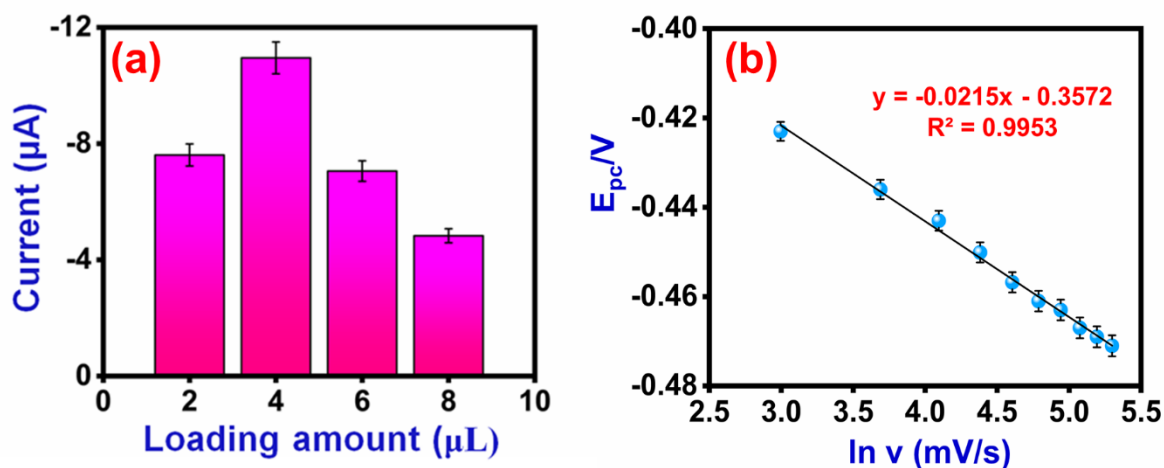 (a)
Current (µA)
-12
-8
-4
0
0 2 4 6 8 10
Loading amount (µL)
(b)
y = -0.0215x - 0.3572
R² = 0.9953
Epc/V
-0.40
-0.42
-0.44
-0.46
-0.48
2.5 3.0 3.5 4.0 4.5 5.0 5.5
ln ν (mV/s)